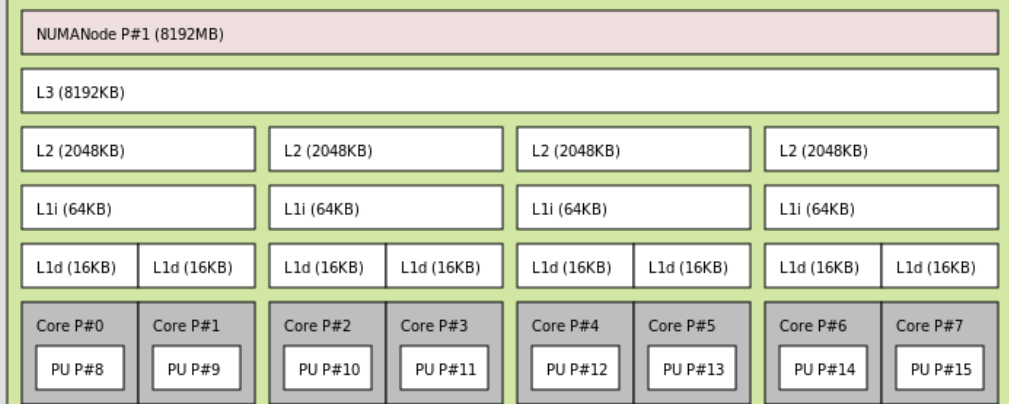 NUMANode P#1 (8192MB)
L3 (8192KB)
L2 (2048KB) L2 (2048KB) L2 (2048KB) L2 (2048KB)
L1i (64KB) L1i (64KB) L1i (64KB) L1i (64KB)
L1d (16KB) L1d (16KB) L1d (16KB) L1d (16KB) L1d (16KB) L1d (16KB) L1d (16KB) L1d (16KB)
Core P#0 Core P#1 Core P#2 Core P#3 Core P#4 Core P#5 Core P#6 Core P#7
PU P#8 PU P#9 PU P#10 PU P#11 PU P#12 PU P#13 PU P#14 PU P#15